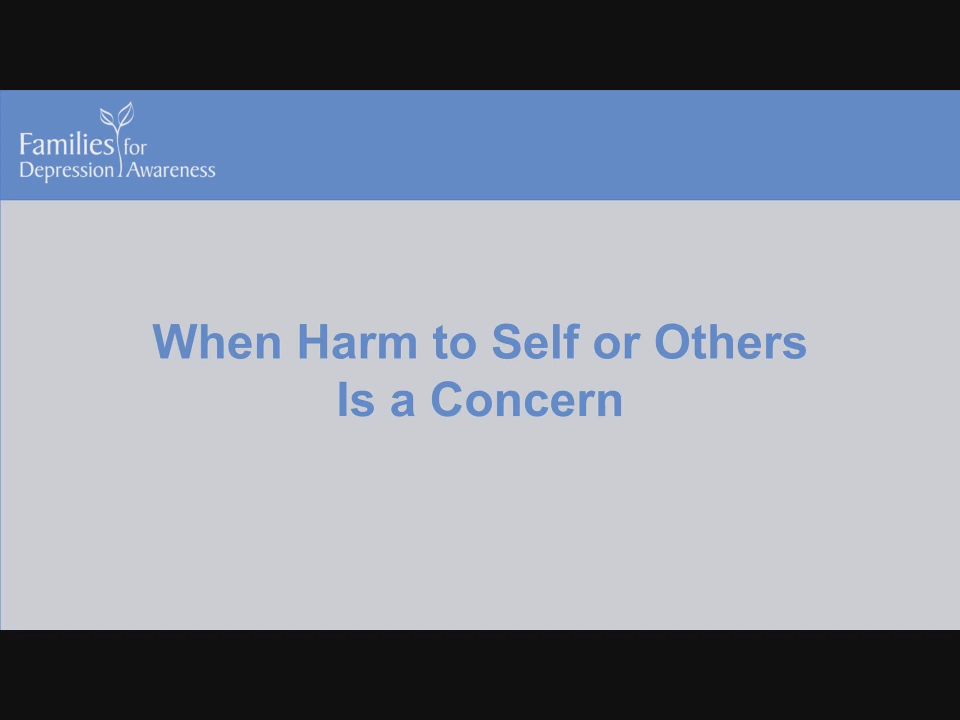 Families for
Depression Awareness
When Harm to Self or Others
Is a Concern